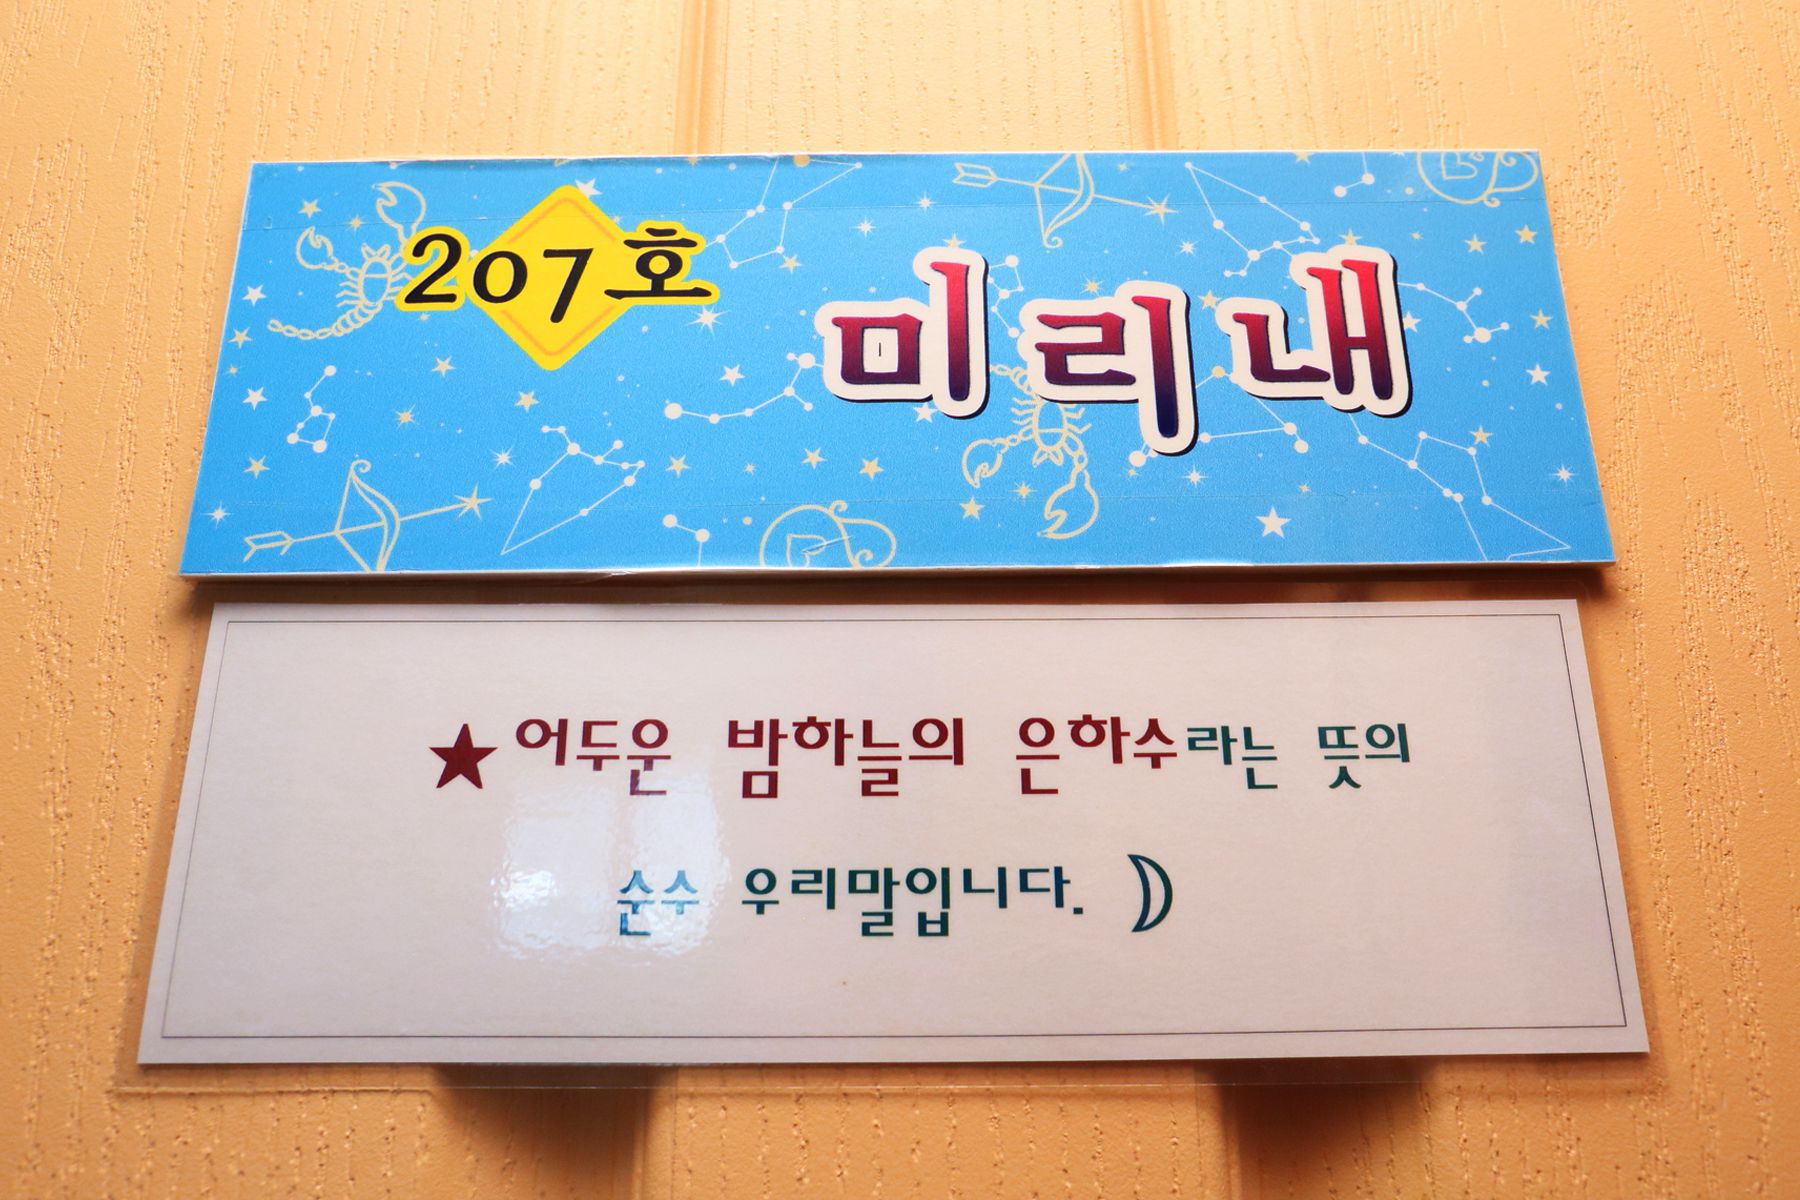 207호 미리내
★어두운 밤하늘의 은하수라는 뜻의
순수 우리말입니다.